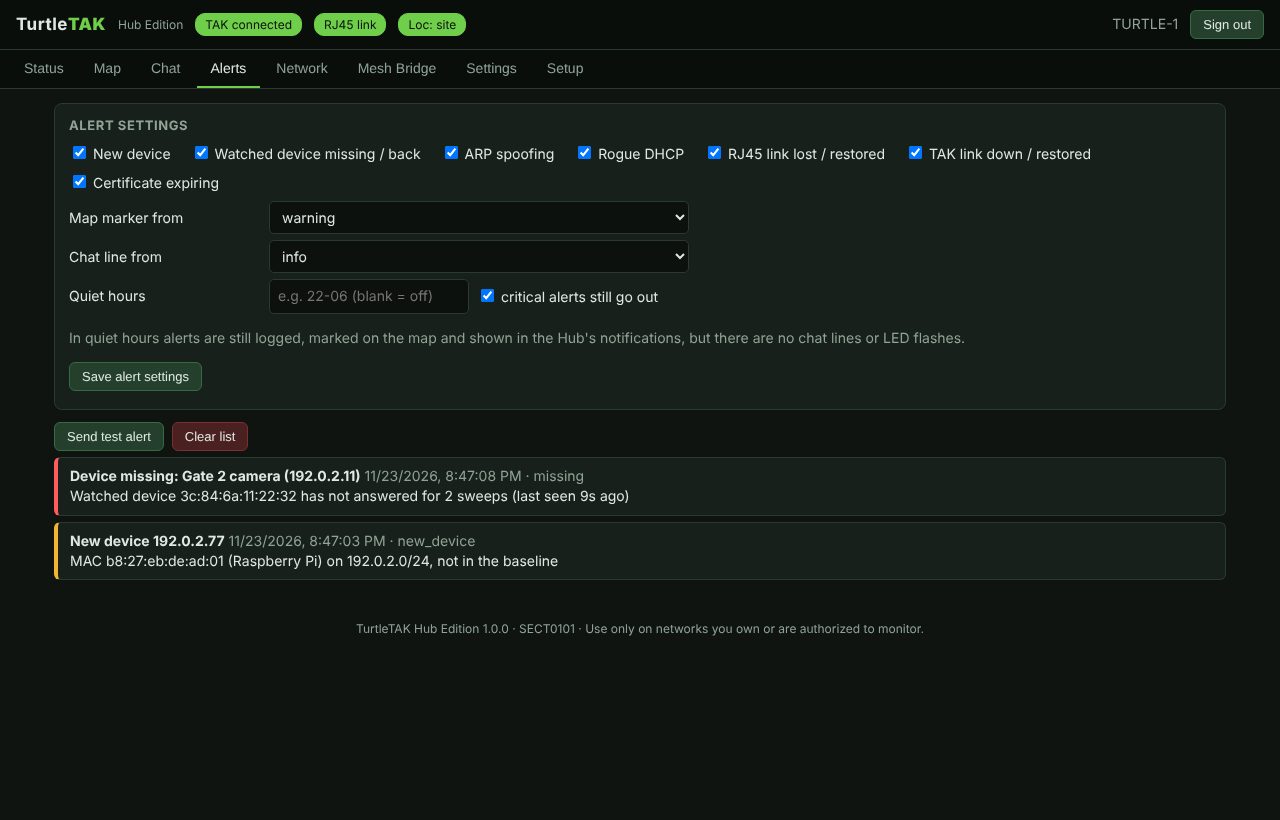 TurtleTAK Hub Edition TAK connected RJ45 link Loc: site TURTLE-1 Sign out
Status Map Chat Alerts Network Mesh Bridge Settings Setup
ALERT SETTINGS
New device Watched device missing / back ARP spoofing Rogue DHCP RJ45 link lost / restored TAK link down / restored
Certificate expiring
Map marker from warning
Chat line from info
Quiet hours e.g. 22-06 (blank = off) critical alerts still go out
In quiet hours alerts are still logged, marked on the map and shown in the Hub's notifications, but there are no chat lines or LED flashes.
Save alert settings
Send test alert Clear list
Device missing: Gate 2 camera (192.0.2.11) 11/23/2026, 8:47:08 PM · missing
Watched device 3c:84:6a:11:22:32 has not answered for 2 sweeps (last seen 9s ago)
New device 192.0.2.77 11/23/2026, 8:47:03 PM · new_device
MAC b8:27:eb:de:ad:01 (Raspberry Pi) on 192.0.2.0/24, not in the baseline
TurtleTAK Hub Edition 1.0.0 · SECT0101 · Use only on networks you own or are authorized to monitor.